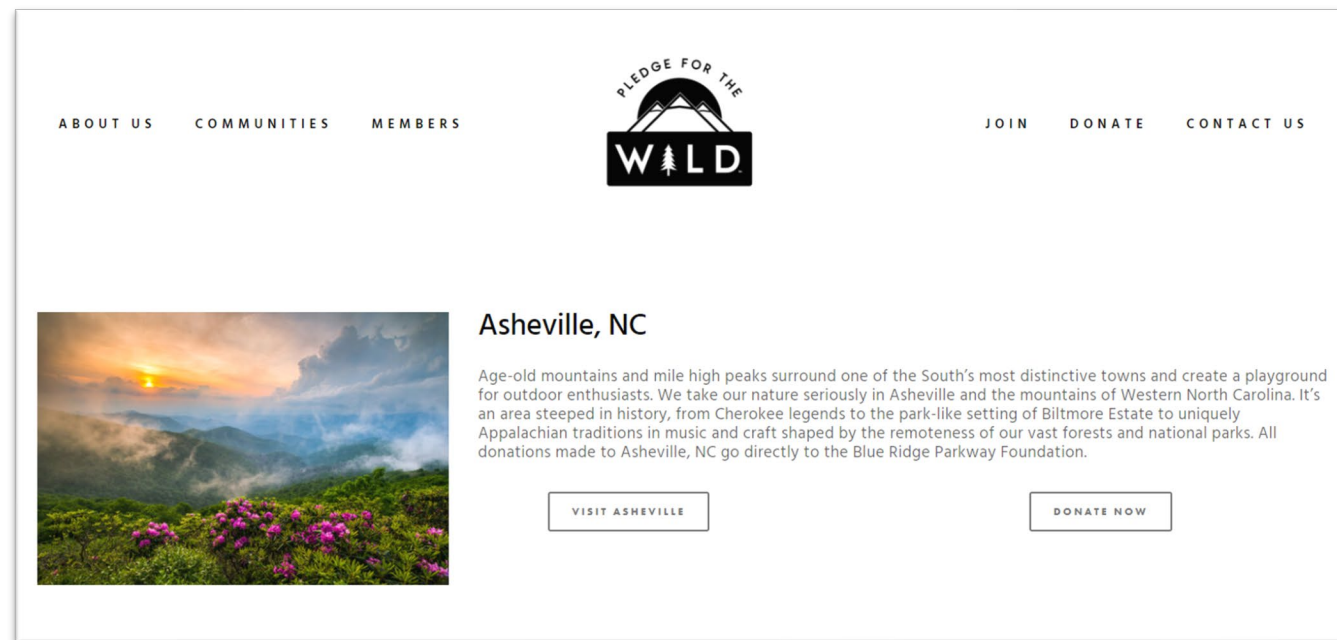 ABOUT US
COMMUNITIES
MEMBERS
PLEDGE FOR THE
WILD
JOIN
DONATE
CONTACT US
Asheville, NC
Age-old mountains and mile high peaks surround one of the South’s most distinctive towns and create a playground
for outdoor enthusiasts. We take our nature seriously in Asheville and the mountains of Western North Carolina. It’s
an area steeped in history, from Cherokee legends to the park-like setting of Biltmore Estate to uniquely
Appalachian traditions in music and craft shaped by the remoteness of our vast forests and national parks. All
donations made to Asheville, NC go directly to the Blue Ridge Parkway Foundation.
VISIT ASHEVILLE
DONATE NOW